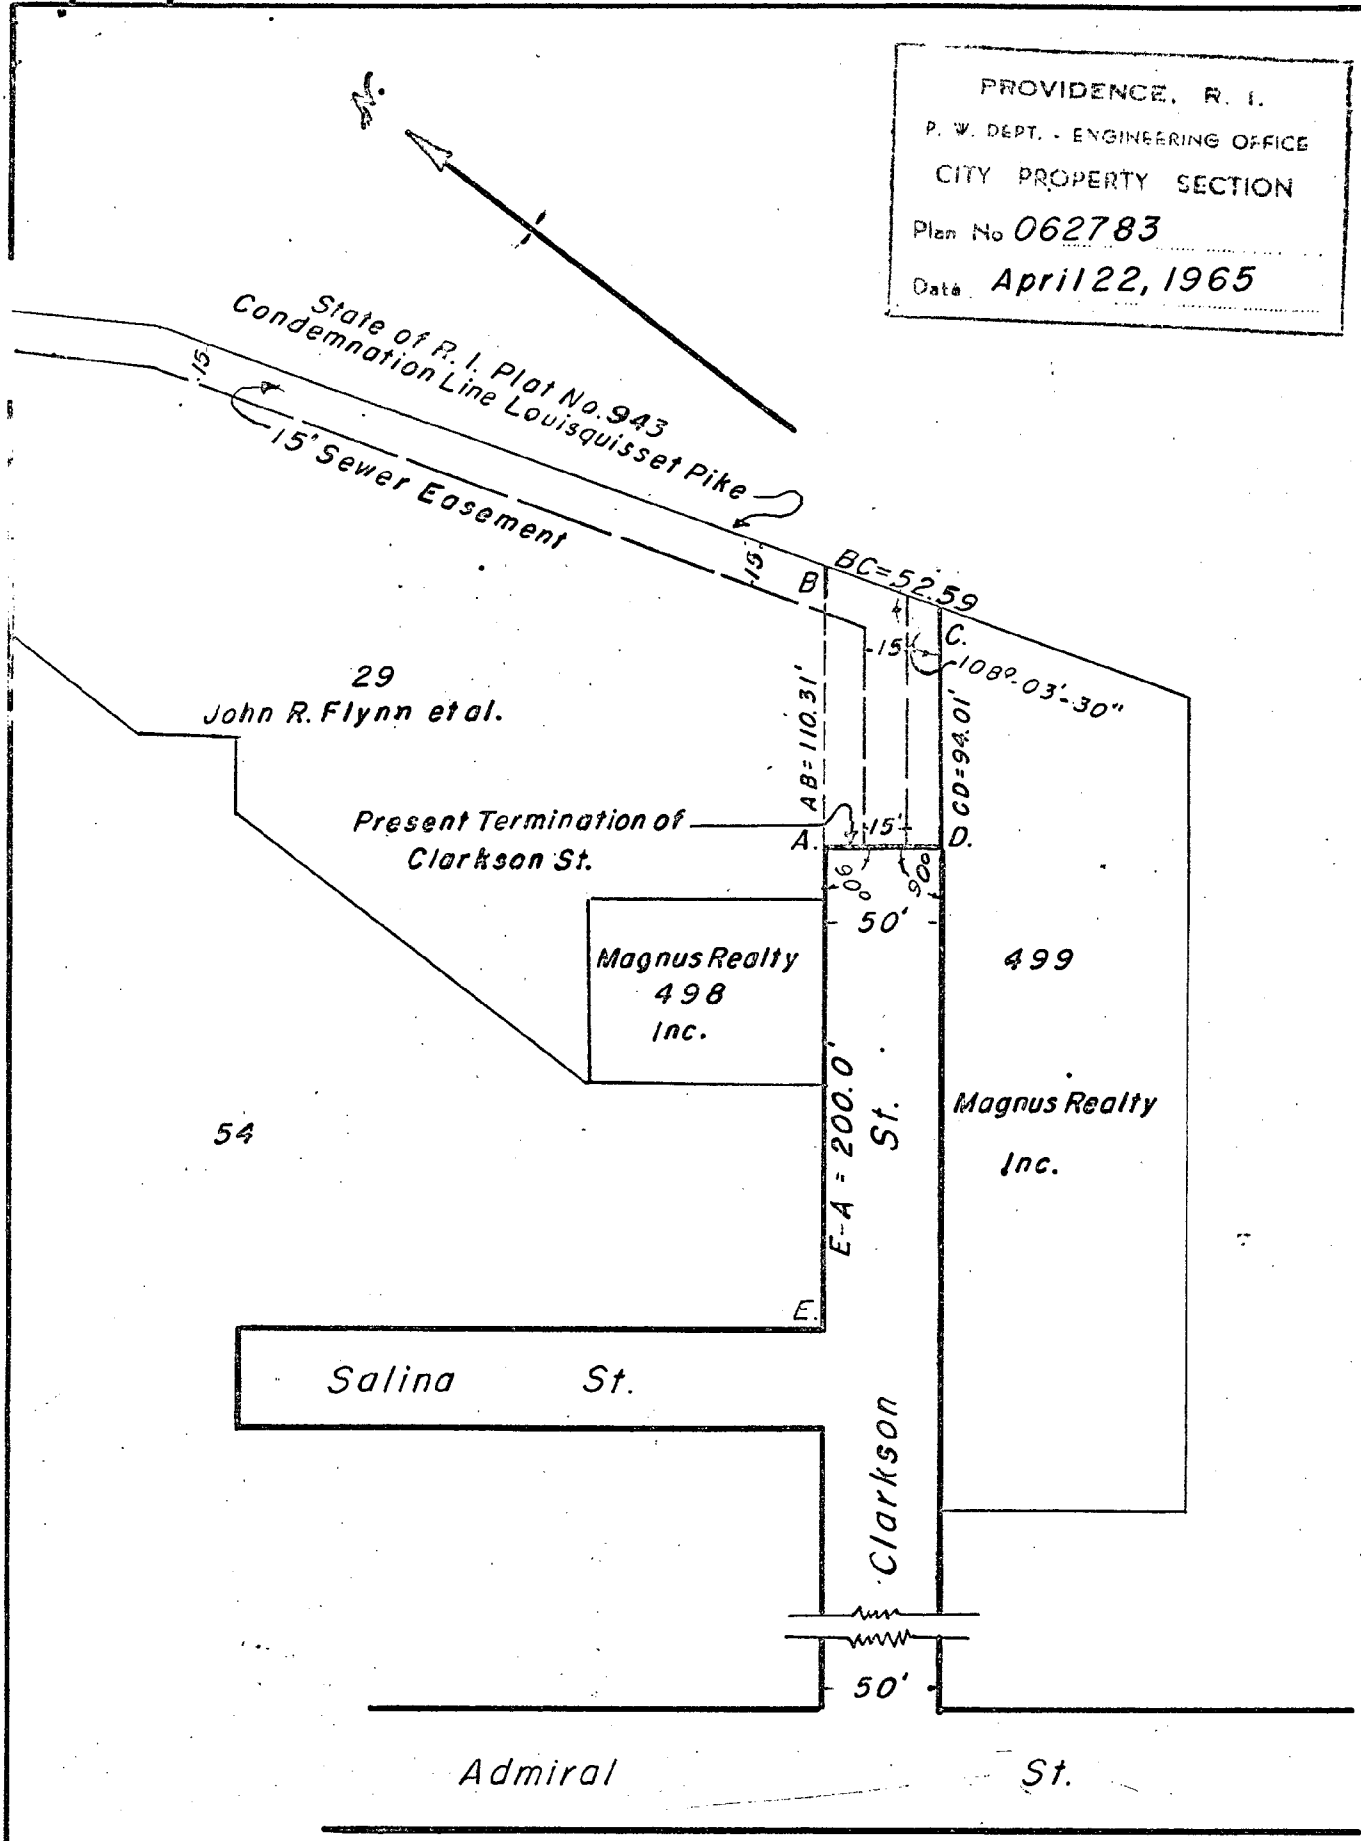 PROVIDENCE, R. I.
P. W. DEPT. - ENGINEERING OFFICE
CITY PROPERTY SECTION
Plan No 062783
Date April 22, 1965
State of R. I. Plat No. 943
Condemnation Line Louisquisset Pike
15'
15' Sewer Easement
15'
B
BC=52.59
C.
15'
108°-03'-30"
29
John R. Flynn et al.
AB=110.31'
CD=94.01'
Present Termination of
Clarkson St.
15'
A.
D.
90°
90°
50'
Magnus Realty
498
Inc.
499
E-A = 200.0'
St.
Magnus Realty
Inc.
54
E.
Salina St.
Clarkson
50'
Admiral St.